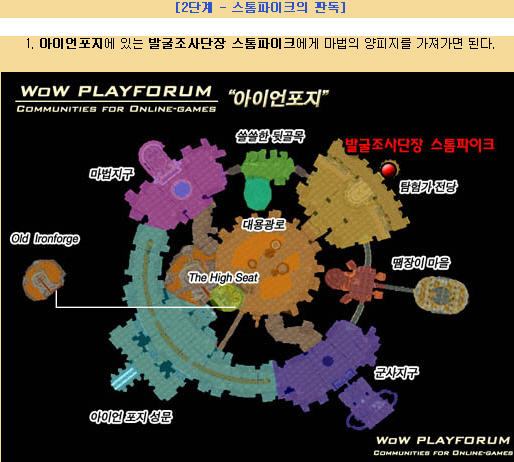 [2단계 - 스톰파이크의 판독]
1. 아이언포지에 있는 발굴조사단장 스톰파이크에게 마법의 양피지를 가져가면 된다.
WoW PLAYFORUM
COMMUNITIES FOR ONLINE-GAMES
“아이언포지”
쓸쓸한 뒷골목
발굴조사단장 스톰파이크
마법지구
탐험가 전당
대용광로
Old Ironforge
The High Seat
땜장이 마을
군사지구
아이언 포지 성문
WoW PLAYFORUM
COMMUNITIES FOR ONLINE-GAMES